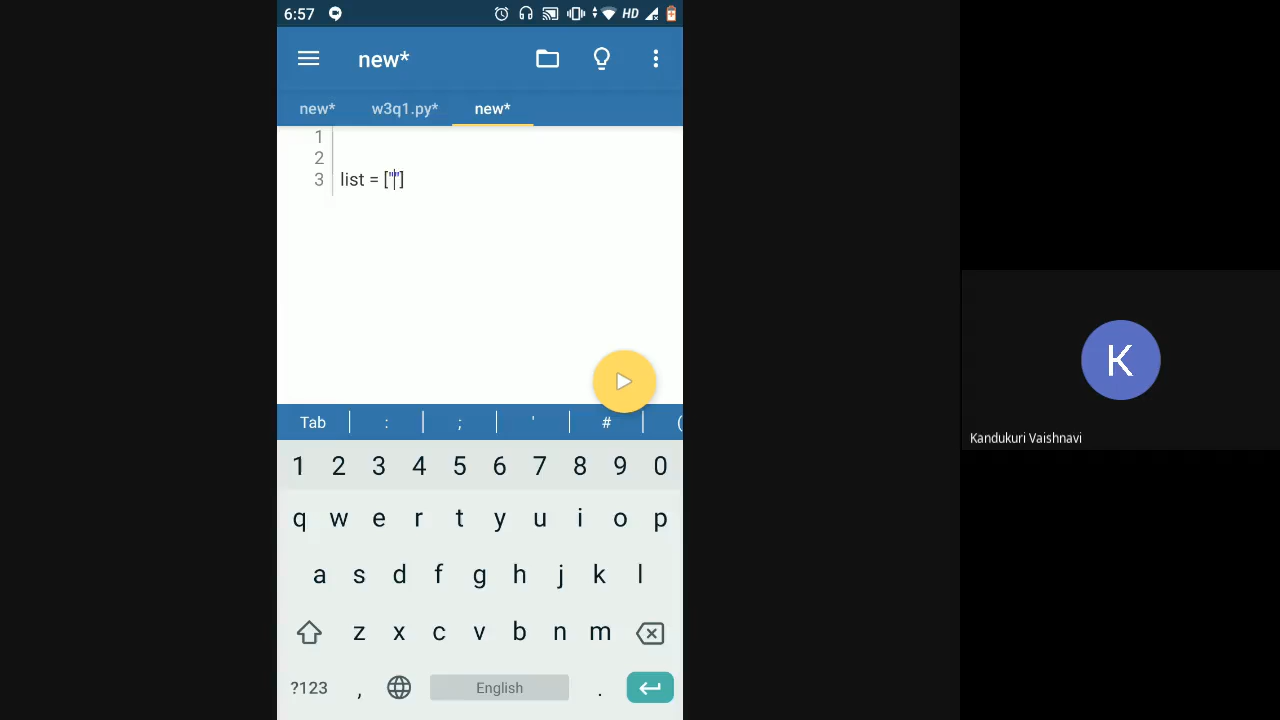 6:57 HD
new*
new* w3q1.py* new*
1
2
3 list = [""]
Tab : ; ' # (
1 2 3 4 5 6 7 8 9 0
q w e r t y u i o p
a s d f g h j k l
z x c v b n m
?123 , English .
K
Kandukuri Vaishnavi